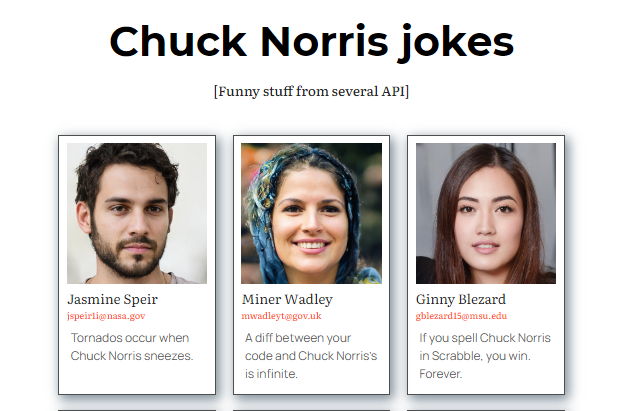 Chuck Norris jokes
[Funny stuff from several API]
Jasmine Speir
jspeir1i@nasa.gov
Tornados occur when
Chuck Norris sneezes.
Miner Wadley
mwadleyt@gov.uk
A diff between your
code and Chuck Norris's
is infinite.
Ginny Blezard
gblezard15@msu.edu
If you spell Chuck Norris
in Scrabble, you win.
Forever.